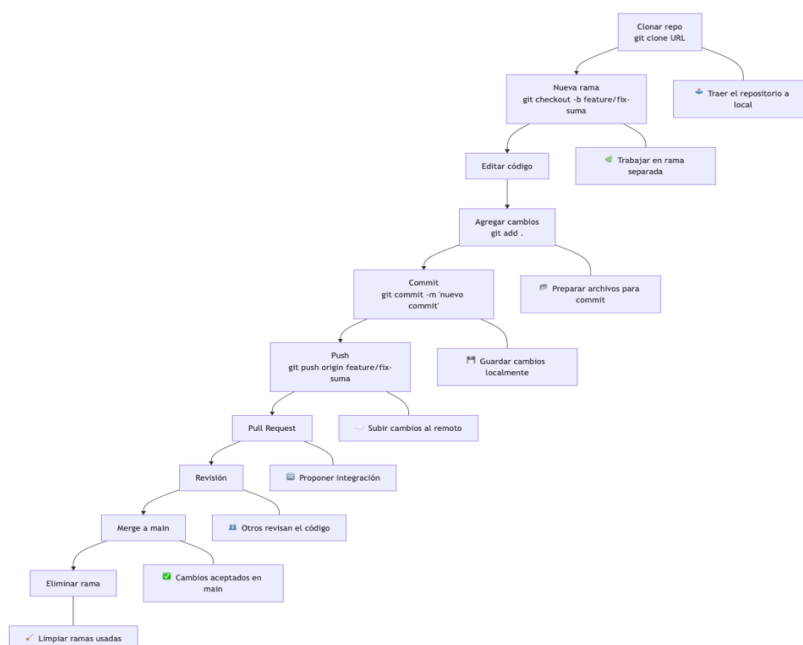 Clonar repo
git clone URL
Traer el repositorio a
local
Nueva rama
git checkout -b feature/fix-
suma
Trabajar en rama
separada
Editar código
Agregar cambios
git add .
Preparar archivos para
commit
Commit
git commit -m 'nuevo
commit'
Guardar cambios
localmente
Push
git push origin feature/fix-
suma
Subir cambios al remoto
Pull Request
Proponer integración
Revisión
Otros revisan el código
Merge a main
Cambios aceptados en
main
Eliminar rama
Limpiar ramas usadas